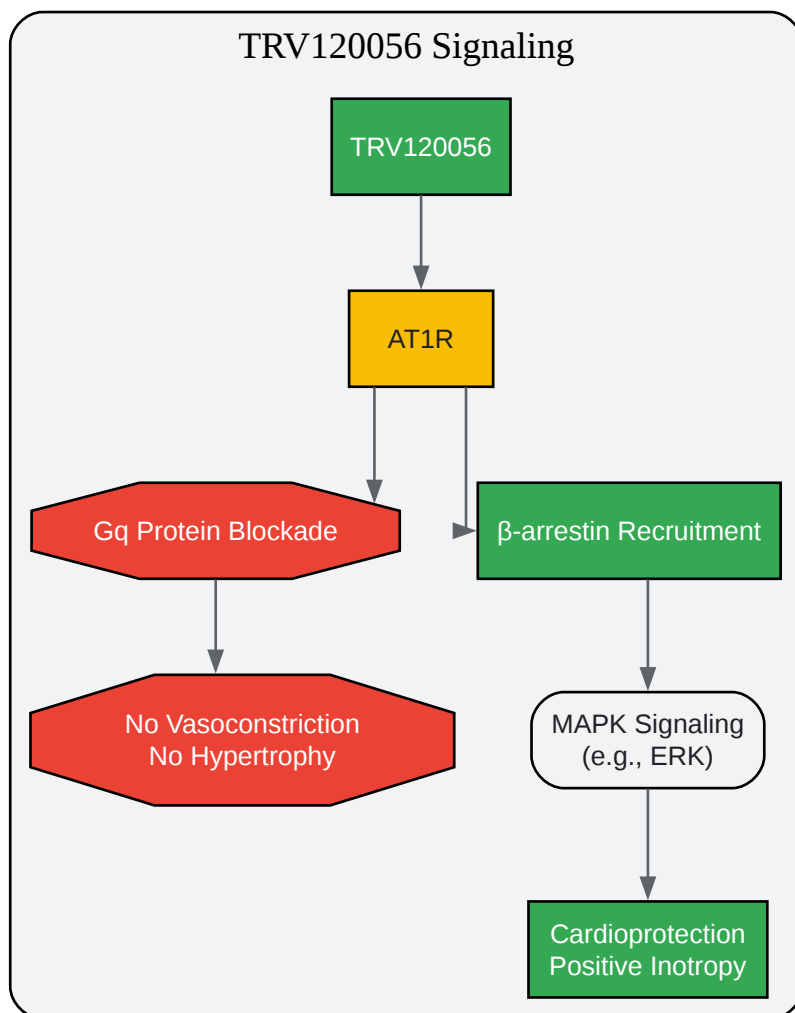 TRV120056 Signaling
TRV120056
AT1R
Gq Protein Blockade
β-arrestin Recruitment
No Vasoconstriction
No Hypertrophy
MAPK Signaling
(e.g., ERK)
Cardioprotection
Positive Inotropy